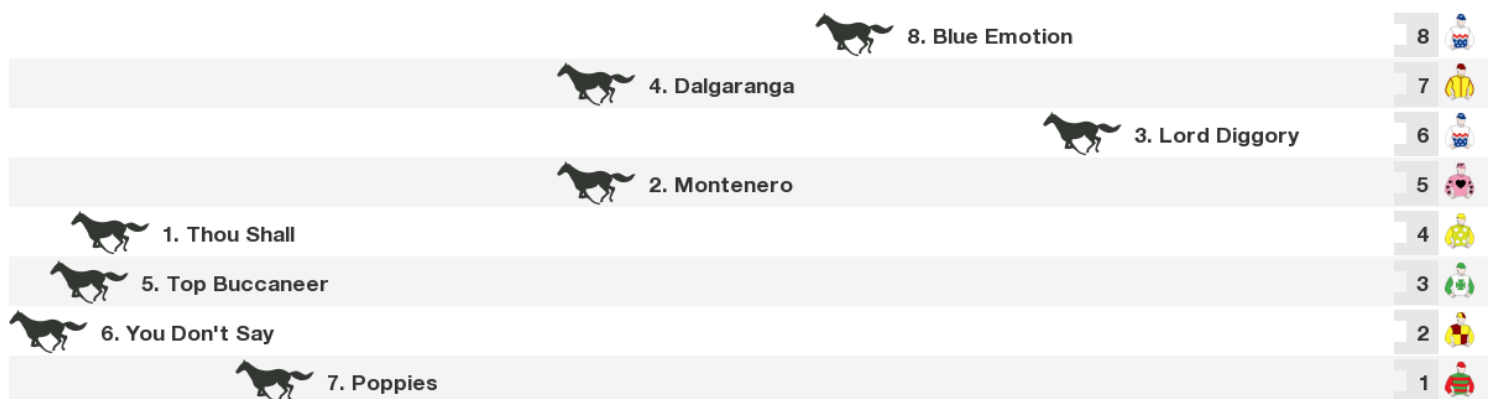 8. Blue Emotion 8
4. Dalgaranga 7
3. Lord Diggory 6
2. Montenero 5
1. Thou Shall 4
5. Top Buccaneer 3
6. You Don't Say 2
7. Poppies 1